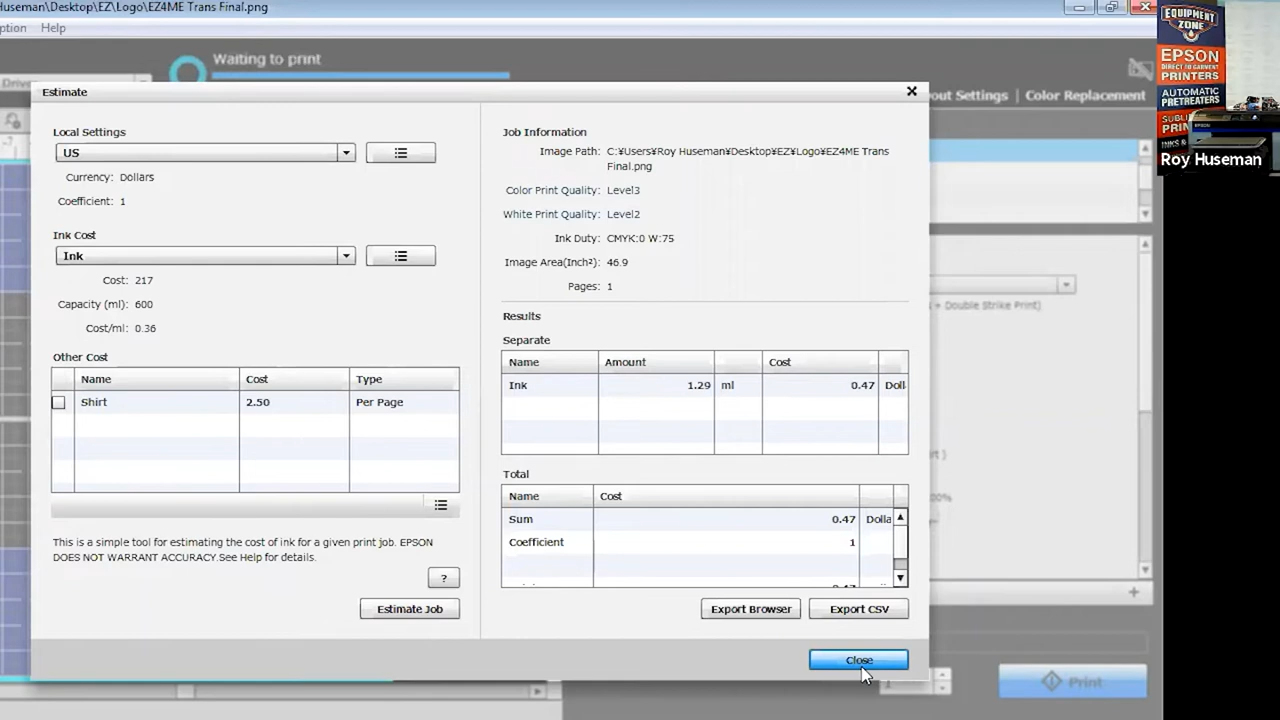 Huseman\Desktop\EZ\Logo\EZ4ME Trans Final.png
ption Help
Waiting to print
out Settings | Color Replacement
Estimate
Local Settings
US
Currency: Dollars
Coefficient: 1
Ink Cost
Ink
Cost: 217
Capacity (ml): 600
Cost/ml: 0.36
Other Cost
Name Cost Type
Shirt 2.50 Per Page
This is a simple tool for estimating the cost of ink for a given print job. EPSON
DOES NOT WARRANT ACCURACY.See Help for details.
?
Estimate Job
Job Information
Image Path: C:¥Users¥Roy Huseman¥Desktop¥EZ¥Logo¥EZ4ME Trans
Final.png
Color Print Quality: Level3
White Print Quality: Level2
Ink Duty: CMYK:0 W:75
Image Area(Inch²): 46.9
Pages: 1
Results
Separate
Name Amount Cost
Ink 1.29 ml 0.47 Doll
Total
Name Cost
Sum 0.47 Dolla
Coefficient 1
Export Browser Export CSV
Close
+ Double Strike Print)
Print
EQUIPMENT
ZONE
EPSON
DIRECT TO GARMENT
PRINTERS
AUTOMATIC
PRETREATERS
SUBLI
PRIN
INKS &
Roy Huseman